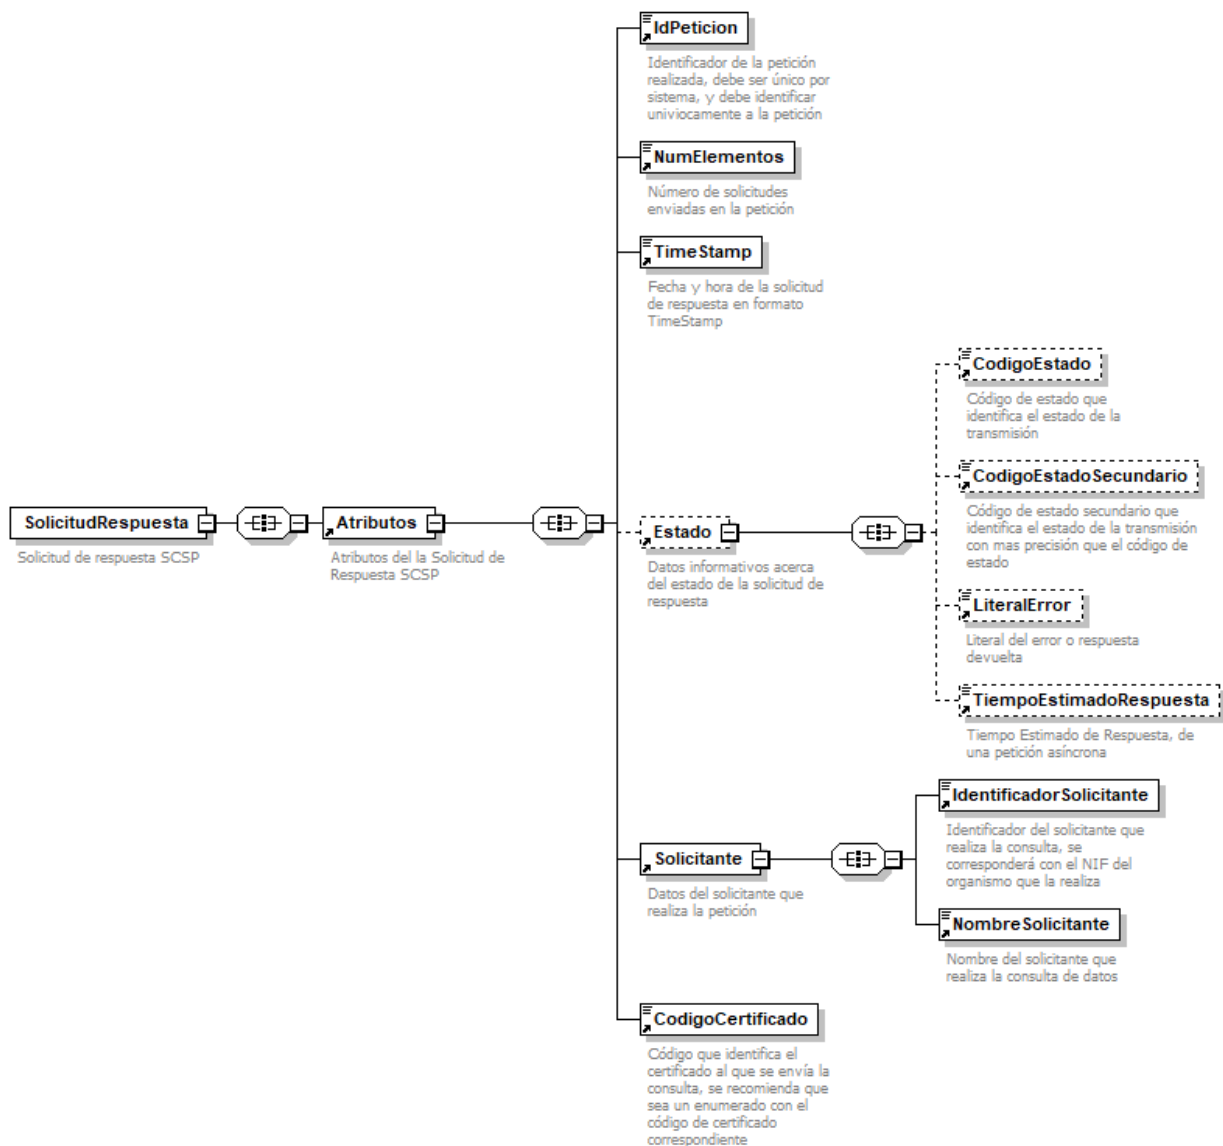 IdPeticion
Identificador de la petición
realizada, debe ser único por
sistema, y debe identificar
univiocamente a la petición
NumElementos
Número de solicitudes
enviadas en la petición
TimeStamp
Fecha y hora de la solicitud
de respuesta en formato
TimeStamp
CodigoEstado
Código de estado que
identifica el estado de la
transmisión
CodigoEstadoSecundario
Código de estado secundario que
identifica el estado de la transmisión
con mas precisión que el código de
estado
SolicitudRespuesta
Solicitud de respuesta SCSP
Atributos
Atributos del la Solicitud de
Respuesta SCSP
Estado
Datos informativos acerca
del estado de la solicitud de
respuesta
LiteralError
Literal del error o respuesta
devuelta
TiempoEstimadoRespuesta
Tiempo Estimado de Respuesta, de
una petición asíncrona
Solicitante
Datos del solicitante que
realiza la petición
IdentificadorSolicitante
Identificador del solicitante que
realiza la consulta, se
corresponderá con el NIF del
organismo que la realiza
NombreSolicitante
Nombre del solicitante que
realiza la consulta de datos
CodigoCertificado
Código que identifica el
certificado al que se envía la
consulta, se recomienda que
sea un enumerado con el
código de certificado
correspondiente